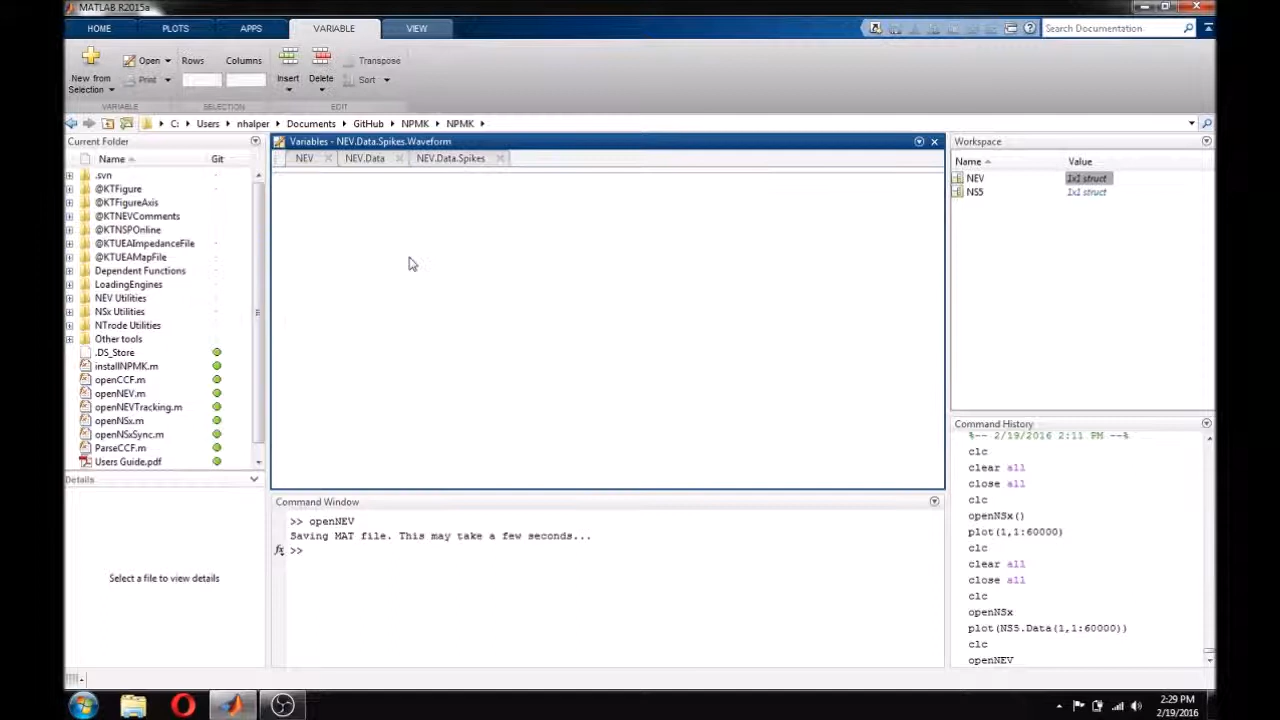 MATLAB R2015a
HOME PLOTS APPS VARIABLE VIEW
Search Documentation
New from Selection
Open
Print
Rows Columns
Insert Delete
Transpose
Sort
VARIABLE SELECTION EDIT
C: Users nhalper Documents GitHub NPMK NPMK
Current Folder
Name Git
.svn
@KTFigure
@KTFigureAxis
@KTNEVComments
@KTNSPOnline
@KTUEAImpedanceFile
@KTUEAMapFile
Dependent Functions
LoadingEngines
NEV Utilities
NSx Utilities
NTrode Utilities
Other tools
.DS_Store
installNPMK.m
openCCF.m
openNEV.m
openNEVTracking.m
openNSx.m
openNSxSync.m
ParseCCF.m
Users Guide.pdf
Details
Select a file to view details
Variables - NEV.Data.Spikes.Waveform
NEV NEV.Data NEV.Data.Spikes
Command Window
>> openNEV
Saving MAT file. This may take a few seconds...
fx >>
Workspace
Name Value
NEV 1x1 struct
NS5 1x1 struct
Command History
%-- 2/19/2016 2:11 PM --%
clc
clear all
close all
clc
openNSx()
plot(1,1:60000)
clc
clear all
close all
clc
openNSx
plot(NS5.Data(1,1:60000))
clc
openNEV
2:29 PM
2/19/2016